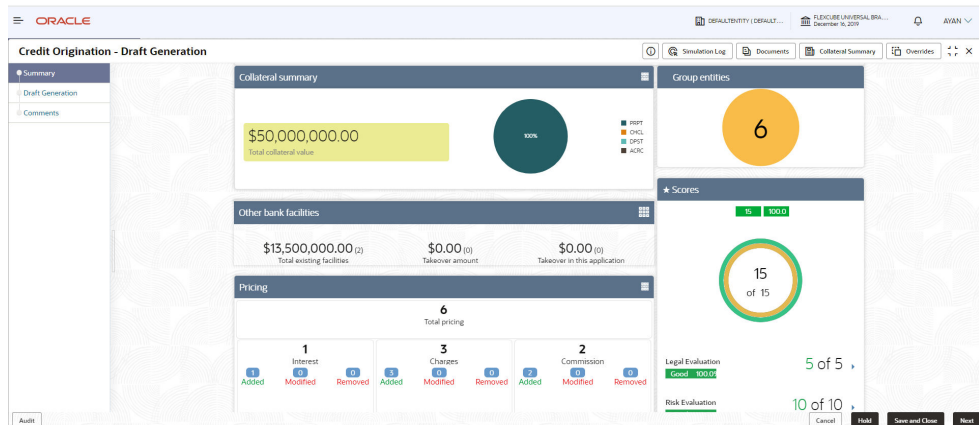 ORACLE
DEFAULTENTITY ( DEFAULT....
FLEXCUBE UNIVERSAL BRA...
December 16, 2019
AYAN
Credit Origination - Draft Generation
Simulation Log
Documents
Collateral Summary
Overrides
Summary
Draft Generation
Comments
Collateral summary
$50,000,000.00
Total collateral value
100%
PRPT
CHCL
DPST
ACRC
Group entities
6
Other bank facilities
$13,500,000.00 (2)
Total existing facilities
$0.00 (0)
Takeover amount
$0.00 (0)
Takeover in this application
Pricing
6
Total pricing
1
Interest
1 Added
0 Modified
0 Removed
3
Charges
3 Added
0 Modified
0 Removed
2
Commission
2 Added
0 Modified
0 Removed
Scores
15 100.0
15
of 15
Legal Evaluation
5 of 5
Good 100.0%
Risk Evaluation
10 of 10
Audit
Cancel
Hold
Save and Close
Next